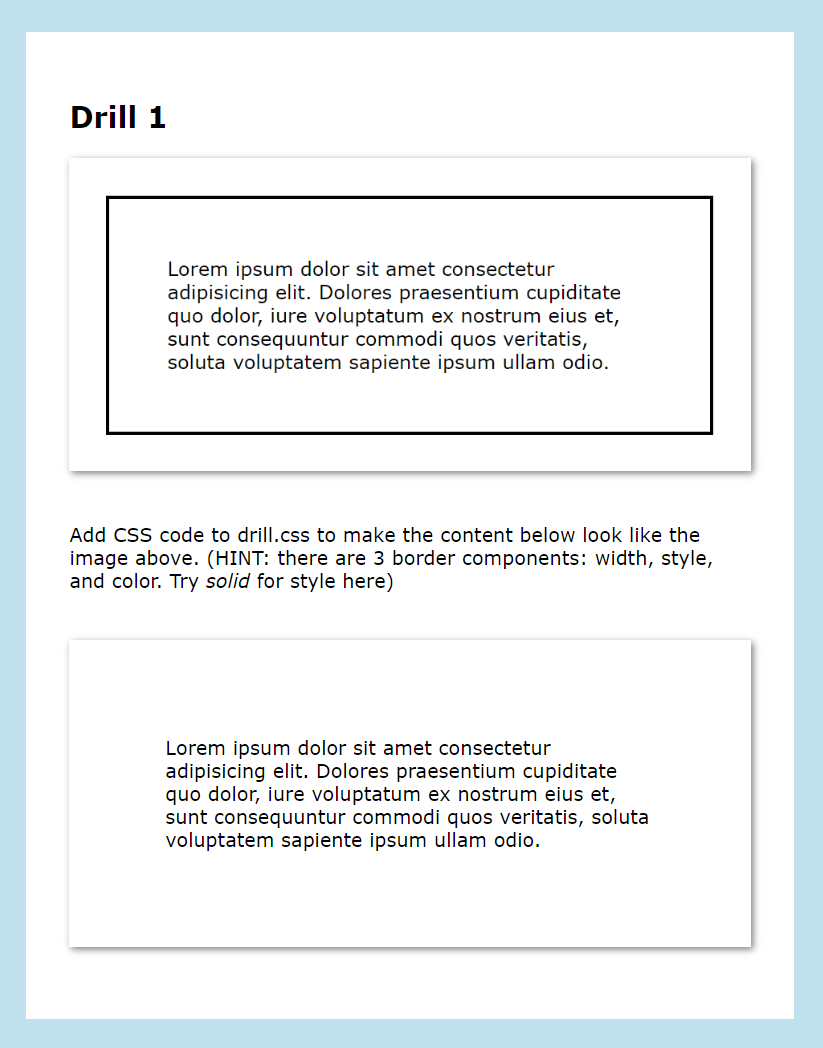 Drill 1
Lorem ipsum dolor sit amet consectetur
adipisicing elit. Dolores praesentium cupiditate
quo dolor, iure voluptatum ex nostrum eius et,
sunt consequuntur commodi quos veritatis,
soluta voluptatem sapiente ipsum ullam odio.
Add CSS code to drill.css to make the content below look like the
image above. (HINT: there are 3 border components: width, style,
and color. Try solid for style here)
Lorem ipsum dolor sit amet consectetur
adipisicing elit. Dolores praesentium cupiditate
quo dolor, iure voluptatum ex nostrum eius et,
sunt consequuntur commodi quos veritatis, soluta
voluptatem sapiente ipsum ullam odio.